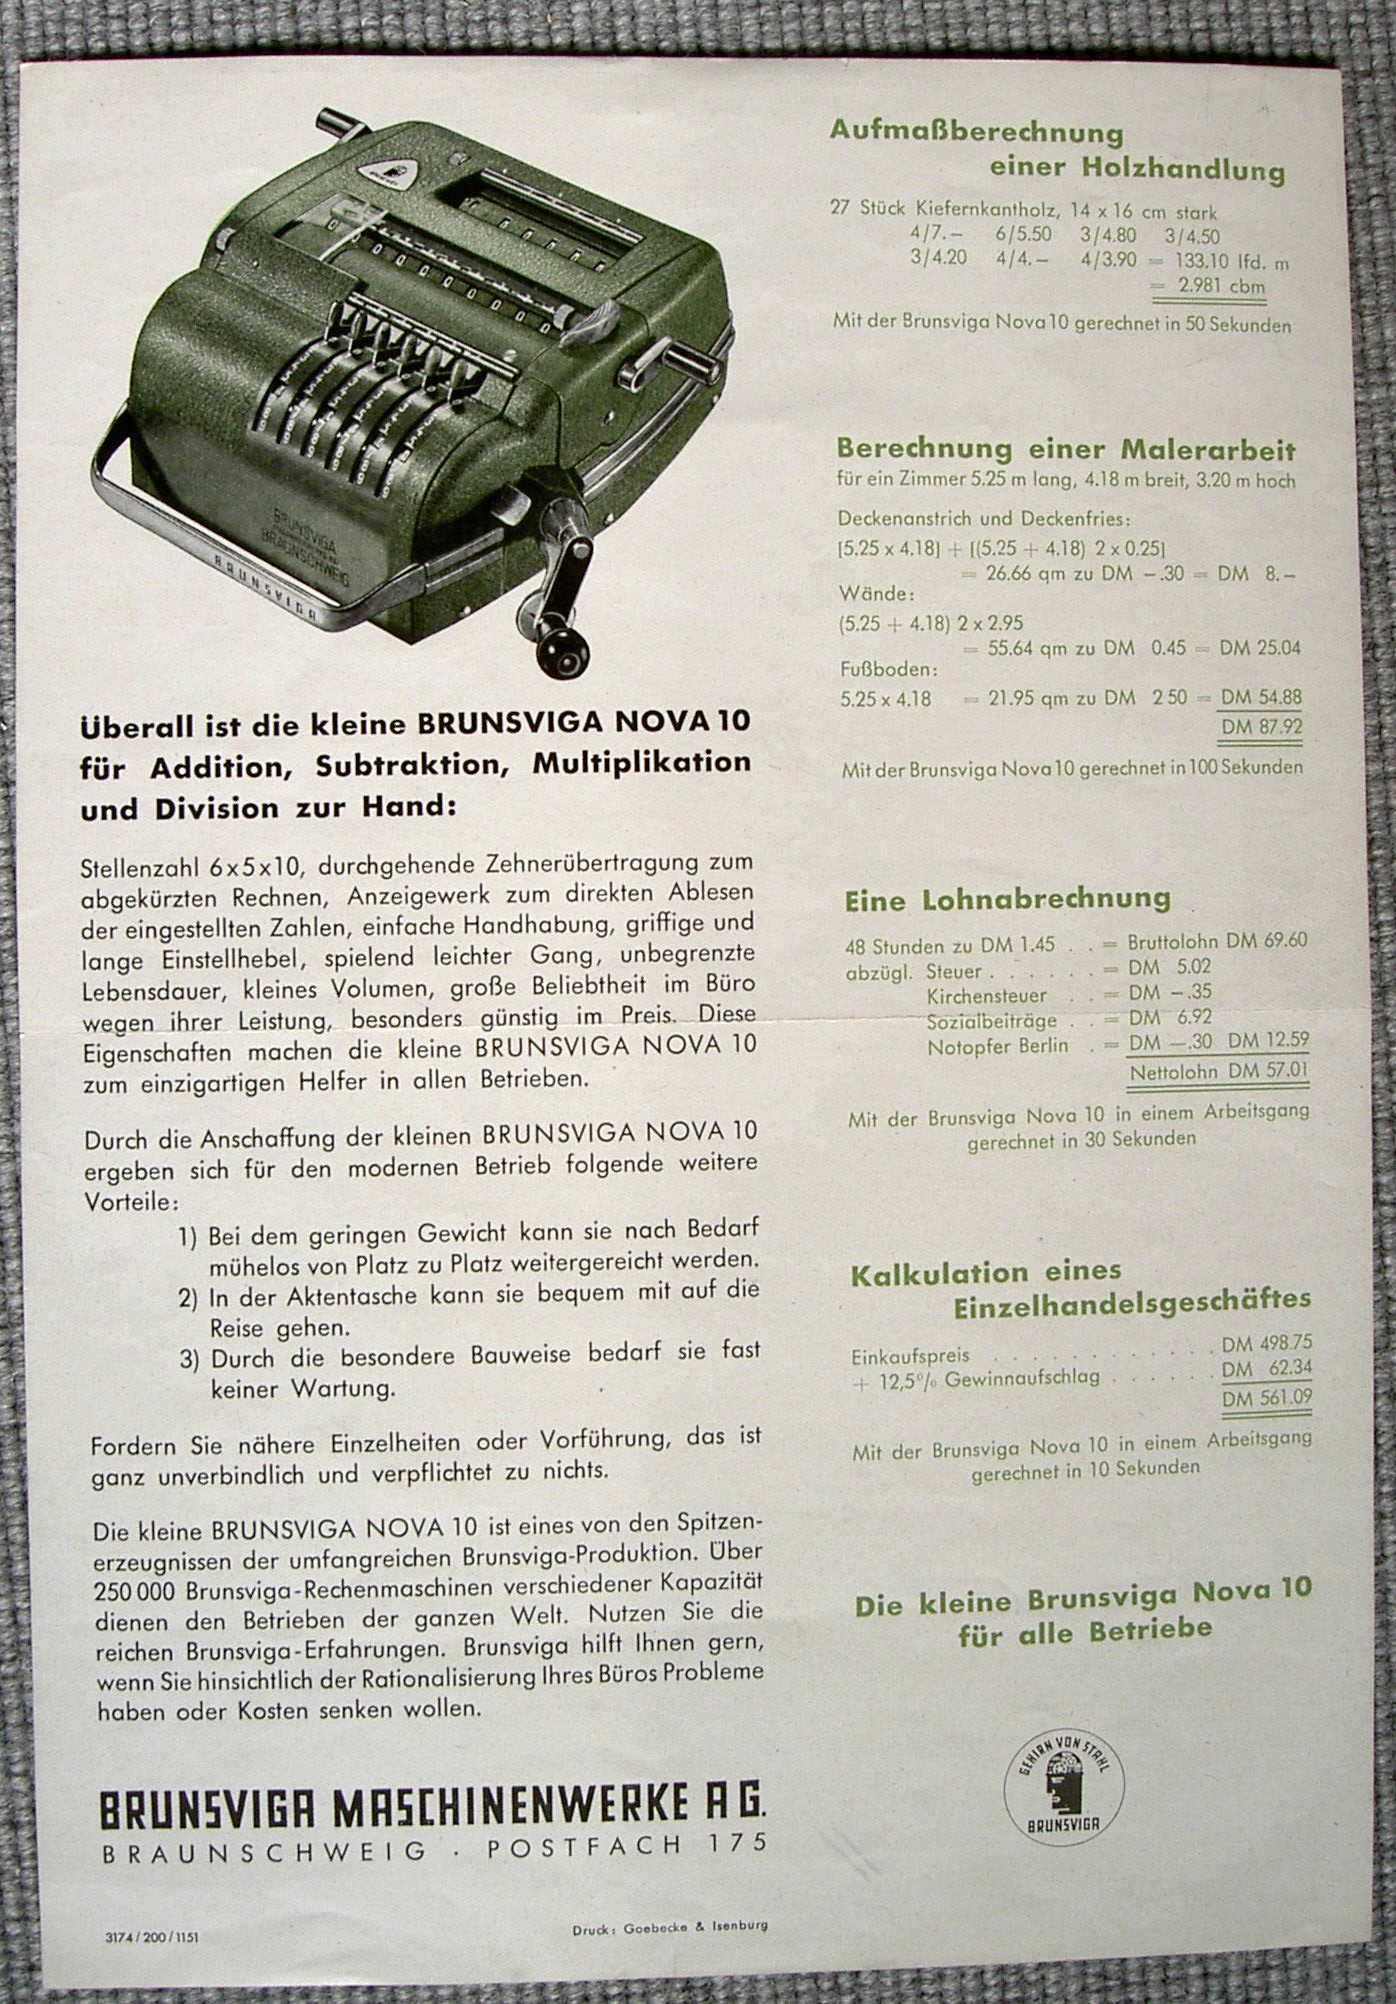 BRUNSVIGA
BRAUNSCHWEIG
BRUNSVIGA
Überall ist die kleine BRUNSVIGA NOVA 10
für Addition, Subtraktion, Multiplikation
und Division zur Hand:
Stellenzahl 6x5x10, durchgehende Zehnerübertragung zum
abgekürzten Rechnen, Anzeigewerk zum direkten Ablesen
der eingestellten Zahlen, einfache Handhabung, griffige und
lange Einstellhebel, spielend leichter Gang, unbegrenzte
Lebensdauer, kleines Volumen, große Beliebtheit im Büro
wegen ihrer Leistung, besonders günstig im Preis. Diese
Eigenschaften machen die kleine BRUNSVIGA NOVA 10
zum einzigartigen Helfer in allen Betrieben.
Durch die Anschaffung der kleinen BRUNSVIGA NOVA 10
ergeben sich für den modernen Betrieb folgende weitere
Vorteile:
1) Bei dem geringen Gewicht kann sie nach Bedarf
mühelos von Platz zu Platz weitergereicht werden.
2) In der Aktentasche kann sie bequem mit auf die
Reise gehen.
3) Durch die besondere Bauweise bedarf sie fast
keiner Wartung.
Fordern Sie nähere Einzelheiten oder Vorführung, das ist
ganz unverbindlich und verpflichtet zu nichts.
Die kleine BRUNSVIGA NOVA 10 ist eines von den Spitzen-
erzeugnissen der umfangreichen Brunsviga-Produktion. Über
250 000 Brunsviga-Rechenmaschinen verschiedener Kapazität
dienen den Betrieben der ganzen Welt. Nutzen Sie die
reichen Brunsviga-Erfahrungen. Brunsviga hilft Ihnen gern,
wenn Sie hinsichtlich der Rationalisierung Ihres Büros Probleme
haben oder Kosten senken wollen.
BRUNSVIGA MASCHINENWERKE AG.
BRAUNSCHWEIG · POSTFACH 175
3174/200/1151
Druck: Goebecke & Isenburg
Aufmaßberechnung
einer Holzhandlung
27 Stück Kiefernkantholz, 14 x 16 cm stark
4/7.– 6/5.50 3/4.80 3/4.50
3/4.20 4/4.– 4/3.90 = 133.10 lfd. m
= 2.981 cbm
Mit der Brunsviga Nova 10 gerechnet in 50 Sekunden
Berechnung einer Malerarbeit
für ein Zimmer 5.25 m lang, 4.18 m breit, 3.20 m hoch
Deckenanstrich und Deckenfries:
[5.25 x 4.18] + [(5.25 + 4.18) 2 x 0.25]
= 26.66 qm zu DM –.30 = DM 8.–
Wände:
(5.25 + 4.18) 2 x 2.95
= 55.64 qm zu DM 0.45 = DM 25.04
Fußboden:
5.25 x 4.18 = 21.95 qm zu DM 2 50 = DM 54.88
DM 87.92
Mit der Brunsviga Nova 10 gerechnet in 100 Sekunden
Eine Lohnabrechnung
48 Stunden zu DM 1.45 . . = Bruttolohn DM 69.60
abzügl. Steuer . . . . . . = DM 5.02
Kirchensteuer . . = DM –.35
Sozialbeiträge . . = DM 6.92
Notopfer Berlin . = DM –.30 DM 12.59
Nettolohn DM 57.01
Mit der Brunsviga Nova 10 in einem Arbeitsgang
gerechnet in 30 Sekunden
Kalkulation eines
Einzelhandelsgeschäftes
Einkaufspreis . . . . . . . . . . . . DM 498.75
+ 12,5% Gewinnaufschlag . . . . . . DM 62.34
DM 561.09
Mit der Brunsviga Nova 10 in einem Arbeitsgang
gerechnet in 10 Sekunden
Die kleine Brunsviga Nova 10
für alle Betriebe
GEHIRN VON STAHL
BRUNSVIGA